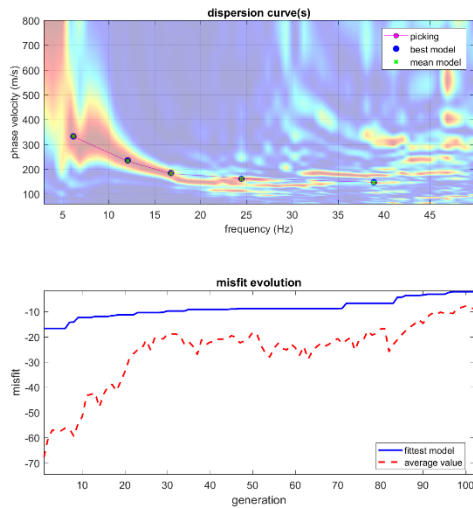 dispersion curve(s)
800
700
600
500
400
300
200
100
phase velocity (m/s)
picking
best model
mean model
5 10 15 20 25 30 35 40 45
frequency (Hz)
misfit evolution
-10
-20
-30
-40
-50
-60
-70
misfit
fittest model
average value
10 20 30 40 50 60 70 80 90 100
generation